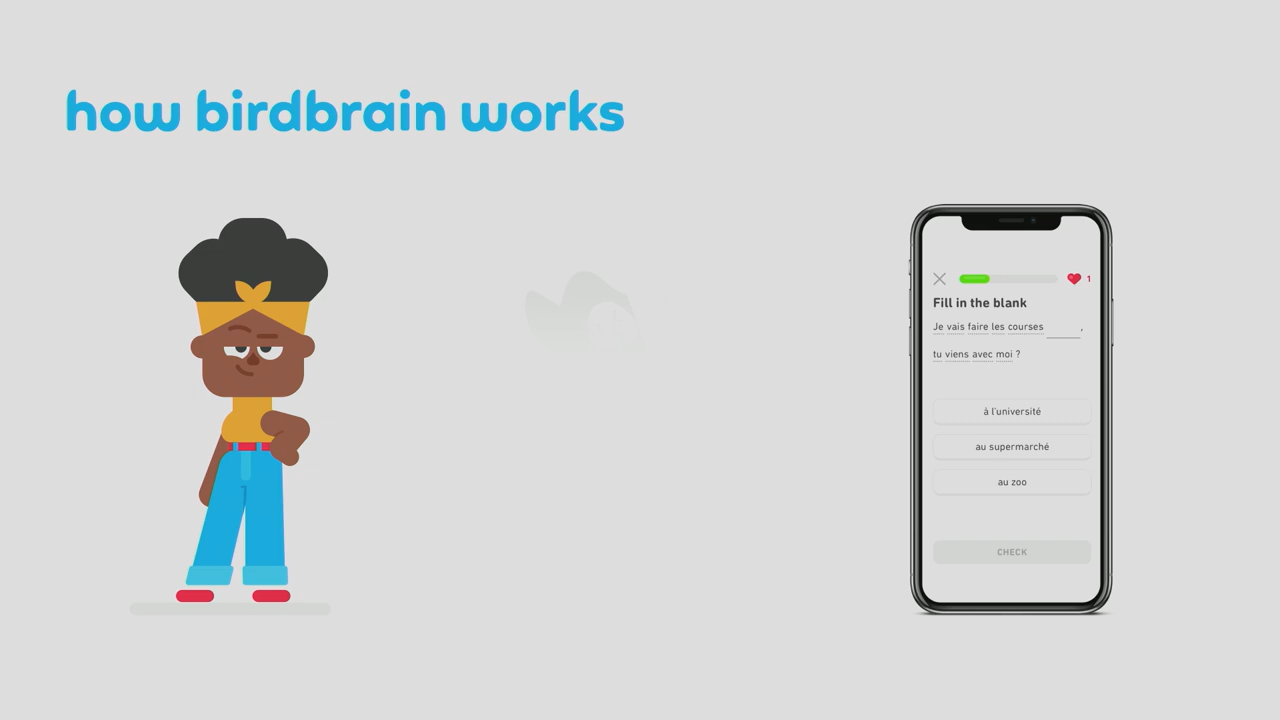 how birdbrain works
1
Fill in the blank
Je vais faire les courses ______,
tu viens avec moi ?
à l'université
au supermarché
au zoo
CHECK